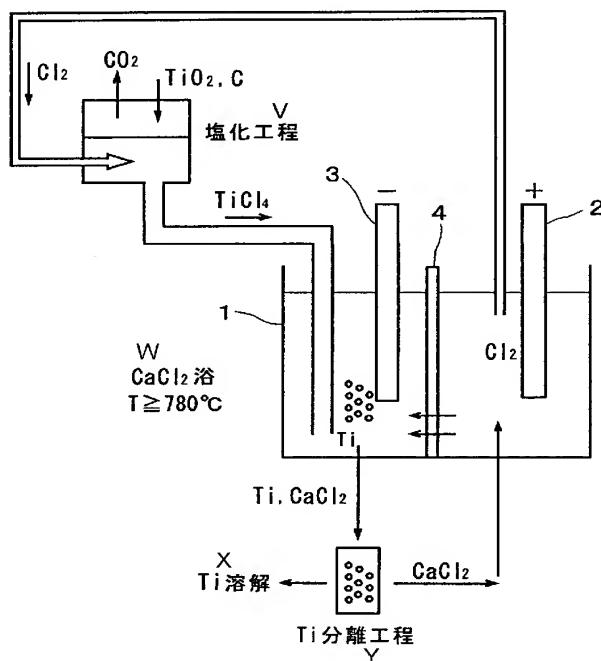 Cl₂
CO₂
TiO₂, C
V
塩化工程
TiCl₄
3
−
4
+
2
1
Cl₂
W
CaCl₂浴
T≧780℃
Ti
Ti, CaCl₂
X
Ti溶解
CaCl₂
Ti分離工程
Y